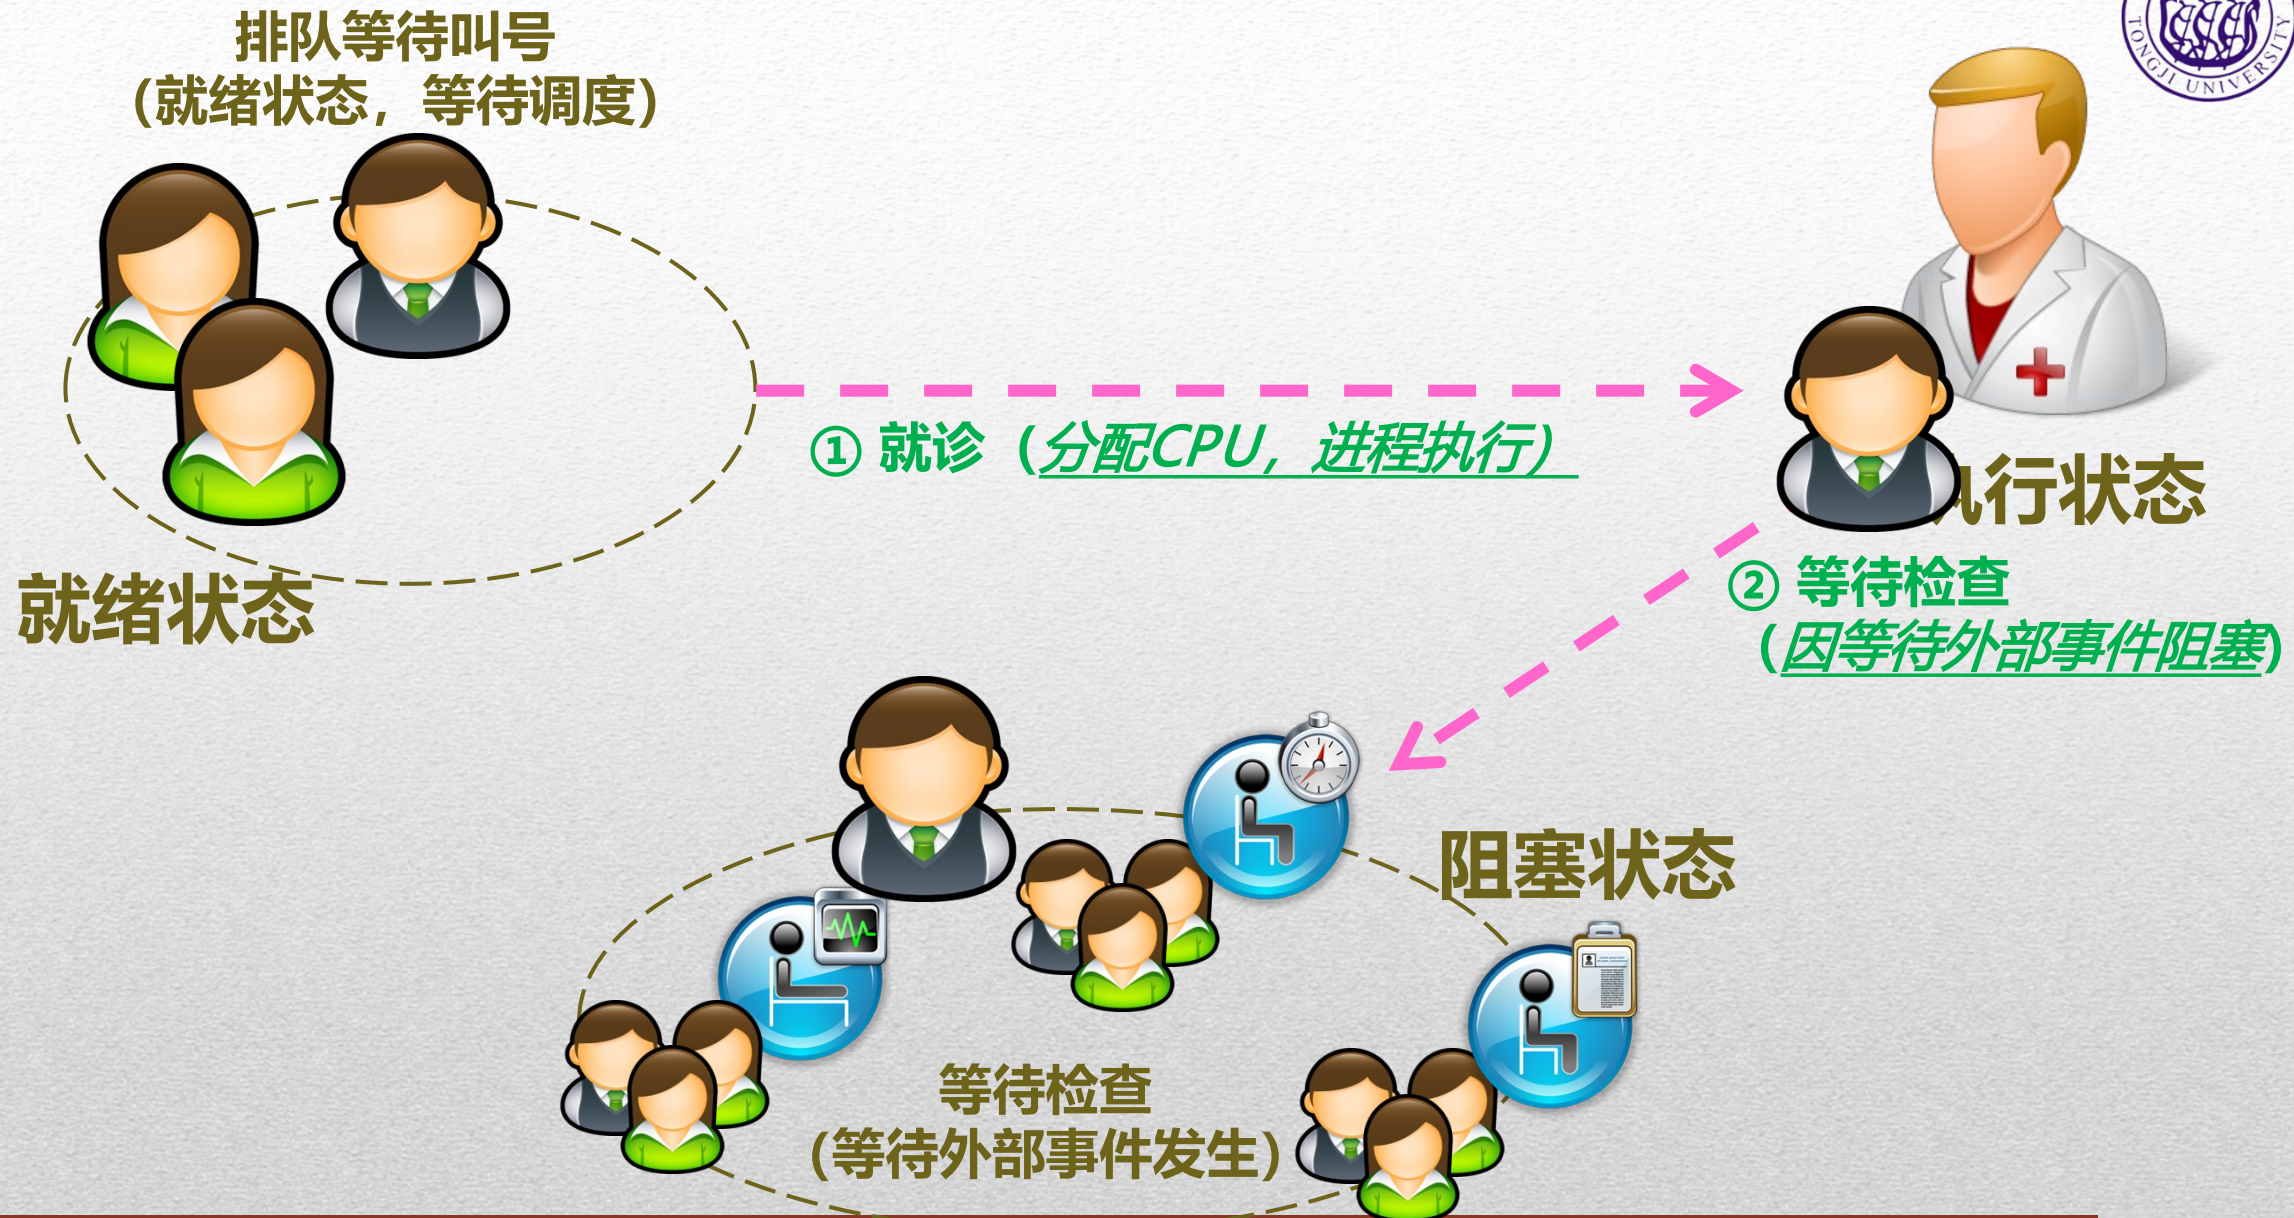 排队等待叫号
（就绪状态，等待调度）
TONGJI UNIVERSITY
① 就诊（分配CPU，进程执行）
执行状态
② 等待检查
（因等待外部事件阻塞）
就绪状态
阻塞状态
等待检查
（等待外部事件发生）